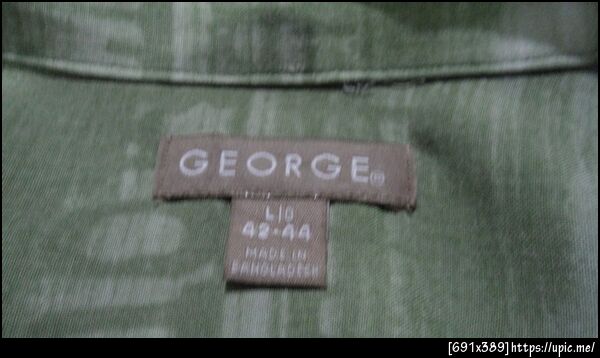 GEORGE®
L/G
42-44
MADE IN
BANGLADESH
[691x389]https://upic.me/